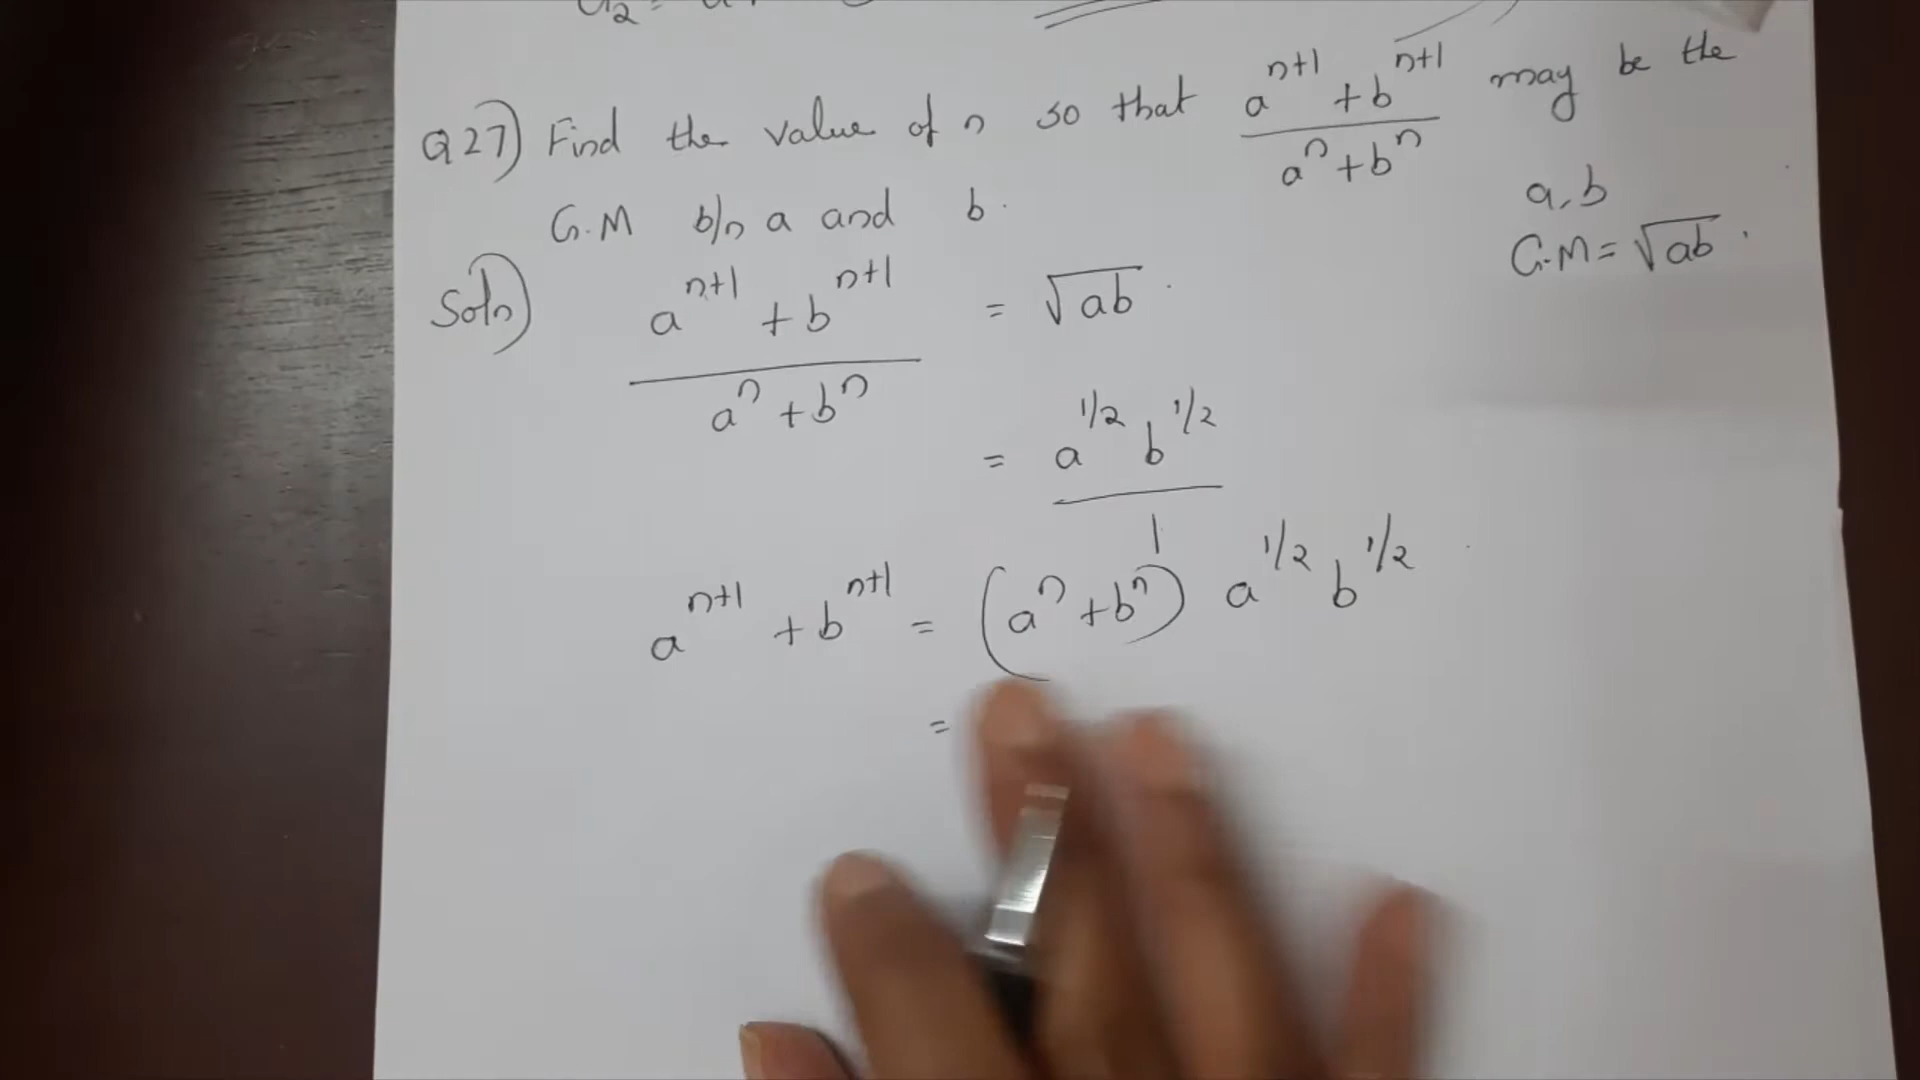 Q27) Find the value of n so that a^{n+1} + b^{n+1} / a^n + b^n may be the
G.M b/n a and b.
a, b
G.M = √ab.
Soln) a^{n+1} + b^{n+1} / a^n + b^n = √ab.
= a^{1/2} b^{1/2} / 1
a^{n+1} + b^{n+1} = (a^n + b^n) a^{1/2} b^{1/2}
=